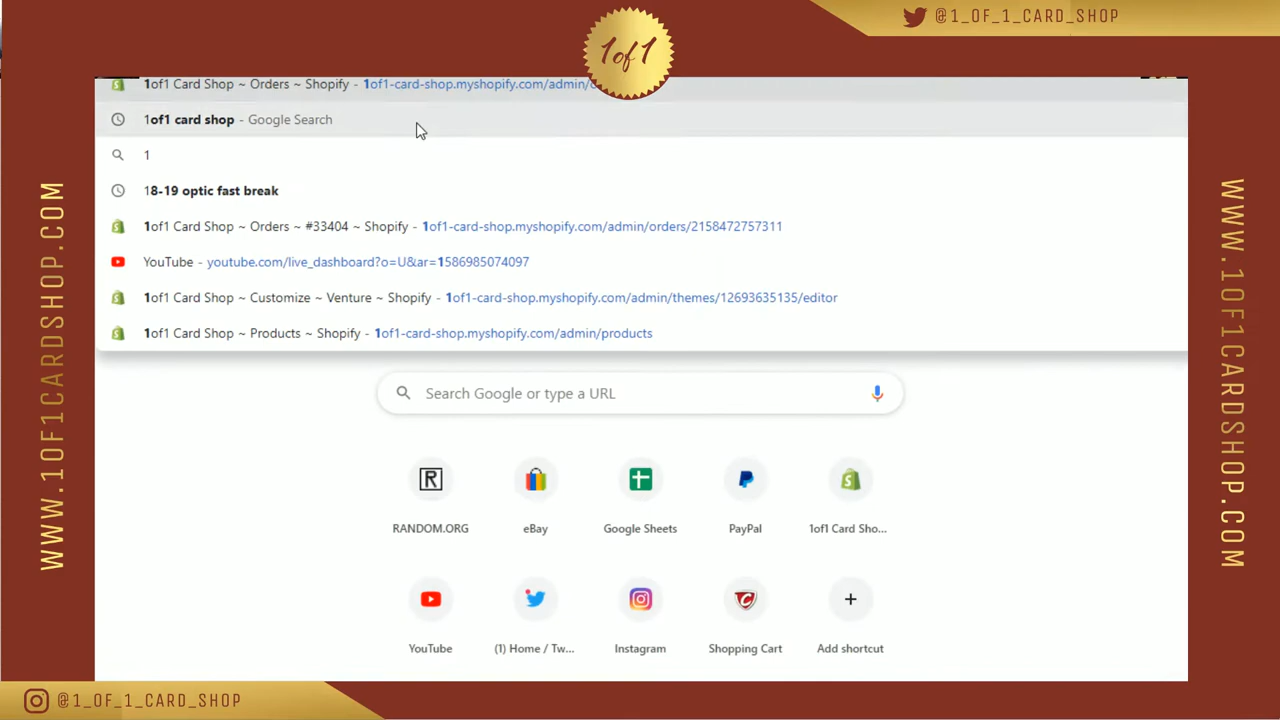 @1_OF_1_CARD_SHOP
1of1
1of1 Card Shop ~ Orders ~ Shopify - 1of1-card-shop.myshopify.com/admin/
1of1 card shop - Google Search
1
18-19 optic fast break
1of1 Card Shop ~ Orders ~ #33404 ~ Shopify - 1of1-card-shop.myshopify.com/admin/orders/2158472757311
YouTube - youtube.com/live_dashboard?o=U&ar=1586985074097
1of1 Card Shop ~ Customize ~ Venture ~ Shopify - 1of1-card-shop.myshopify.com/admin/themes/12693635135/editor
1of1 Card Shop ~ Products ~ Shopify - 1of1-card-shop.myshopify.com/admin/products
WWW.1OF1CARDSHOP.COM
WWW.1OF1CARDSHOP.COM
Search Google or type a URL
R
RANDOM.ORG
eBay
Google Sheets
PayPal
1of1 Card Sho...
YouTube
(1) Home / Tw...
Instagram
Shopping Cart
Add shortcut
@1_OF_1_CARD_SHOP